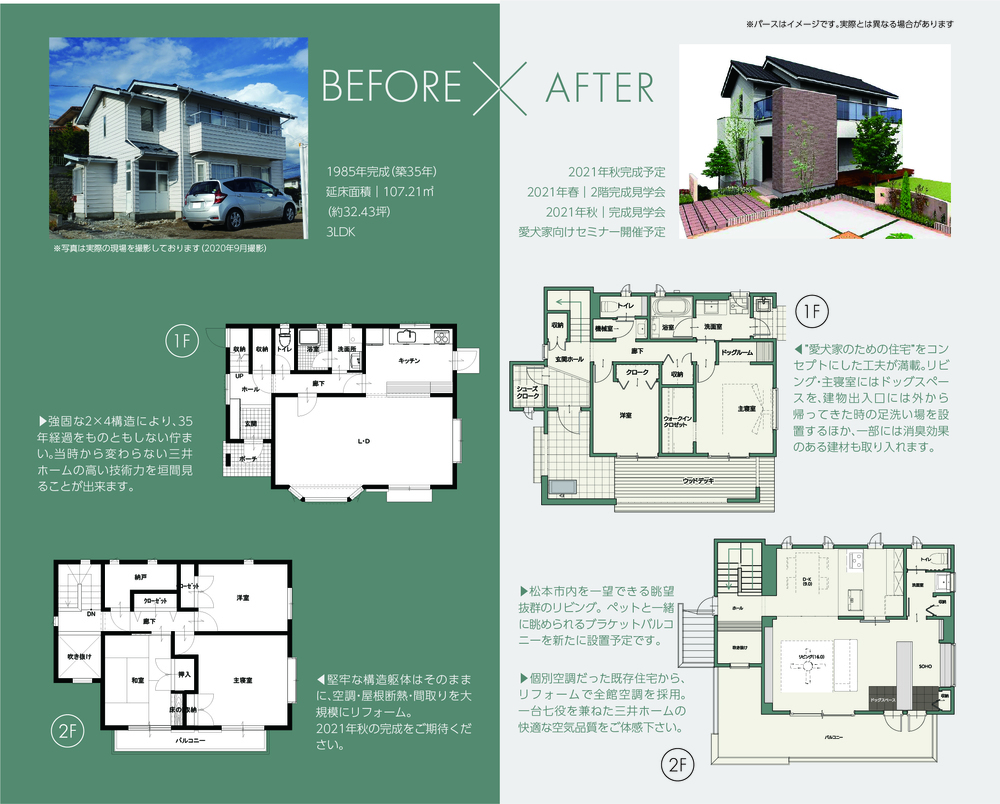 ※パースはイメージです。実際とは異なる場合があります
BEFORE
AFTER
1985年完成（築35年）
延床面積｜107.21㎡
（約32.43坪）
3LDK
※写真は実際の現場を撮影しております（2020年9月撮影）
2021年秋完成予定
2021年春｜2階完成見学会
2021年秋｜完成見学会
愛犬家向けセミナー開催予定
1F
収納
収納
トイレ
浴室
洗面所
キッチン
UP
ホール
廊下
玄関
ポーチ
L・D
▶強固な2×4構造により、35
年経過をものともしない佇ま
い。当時から変わらない三井
ホームの高い技術力を垣間見
ることが出来ます。
納戸
クローゼット
ローゼット
洋室
DN
廊下
吹き抜け
和室
押入
主寝室
床の
収納
バルコニー
2F
◀堅牢な構造躯体はそのまま
に、空調・屋根断熱・間取りを大
規模にリフォーム。
2021年秋の完成をご期待くだ
さい。
1F
収納
トイレ
機械室
浴室
洗面室
玄関ホール
廊下
ドッグルーム
シューズ
クローク
クローク
収納
洋室
ウォークイン
クロゼット
主寝室
ウッドデッキ
◀“愛犬家のための住宅”をコン
セプトにした工夫が満載。リビ
ング・主寝室にはドッグスペー
スを、建物出入口には外から
帰ってきた時の足洗い場を設
置するほか、一部には消臭効果
のある建材も取り入れます。
▶松本市内を一望できる眺望
抜群のリビング。ペットと一緒
に眺められるブラケットバルコ
ニーを新たに設置予定です。
▶個別空調だった既存住宅から、
リフォームで全館空調を採用。
一台七役を兼ねた三井ホームの
快適な空気品質をご体感下さい。
2F
D・K
(9.0)
トイレ
洗面室
収納
ホール
吹き抜け
リビング(16.0)
SOHO
ドッグスペース
収納
バルコニー